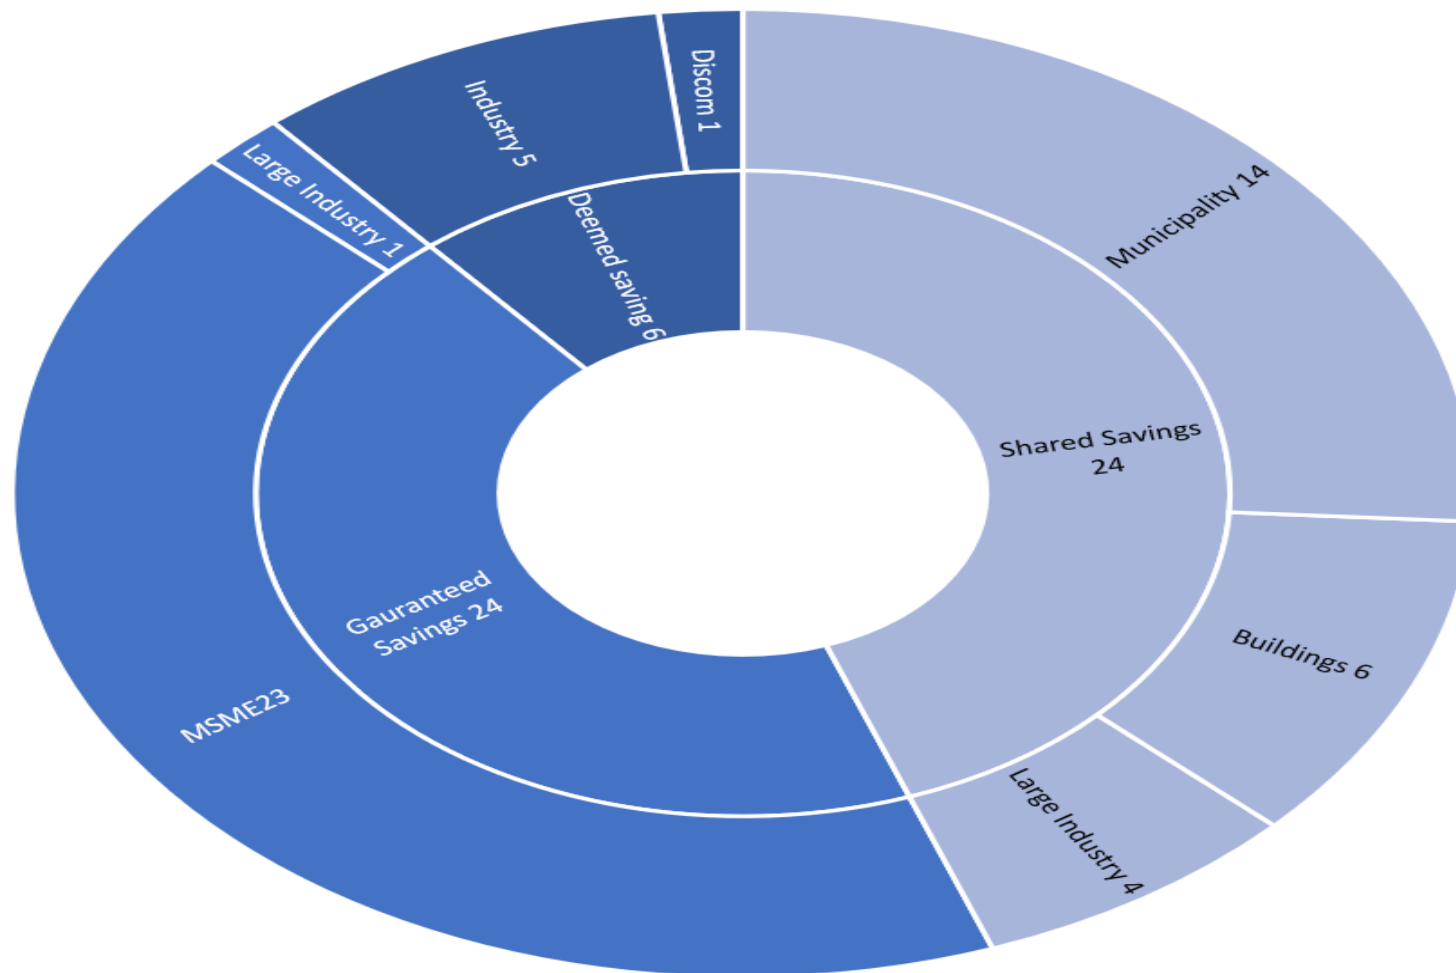 Discom 1
Industry 5
Large Industry 1
Deemed saving 6
Municipality 14
Shared Savings
24
Gauranteed
Savings 24
Buildings 6
MSME23
Large Industry 4